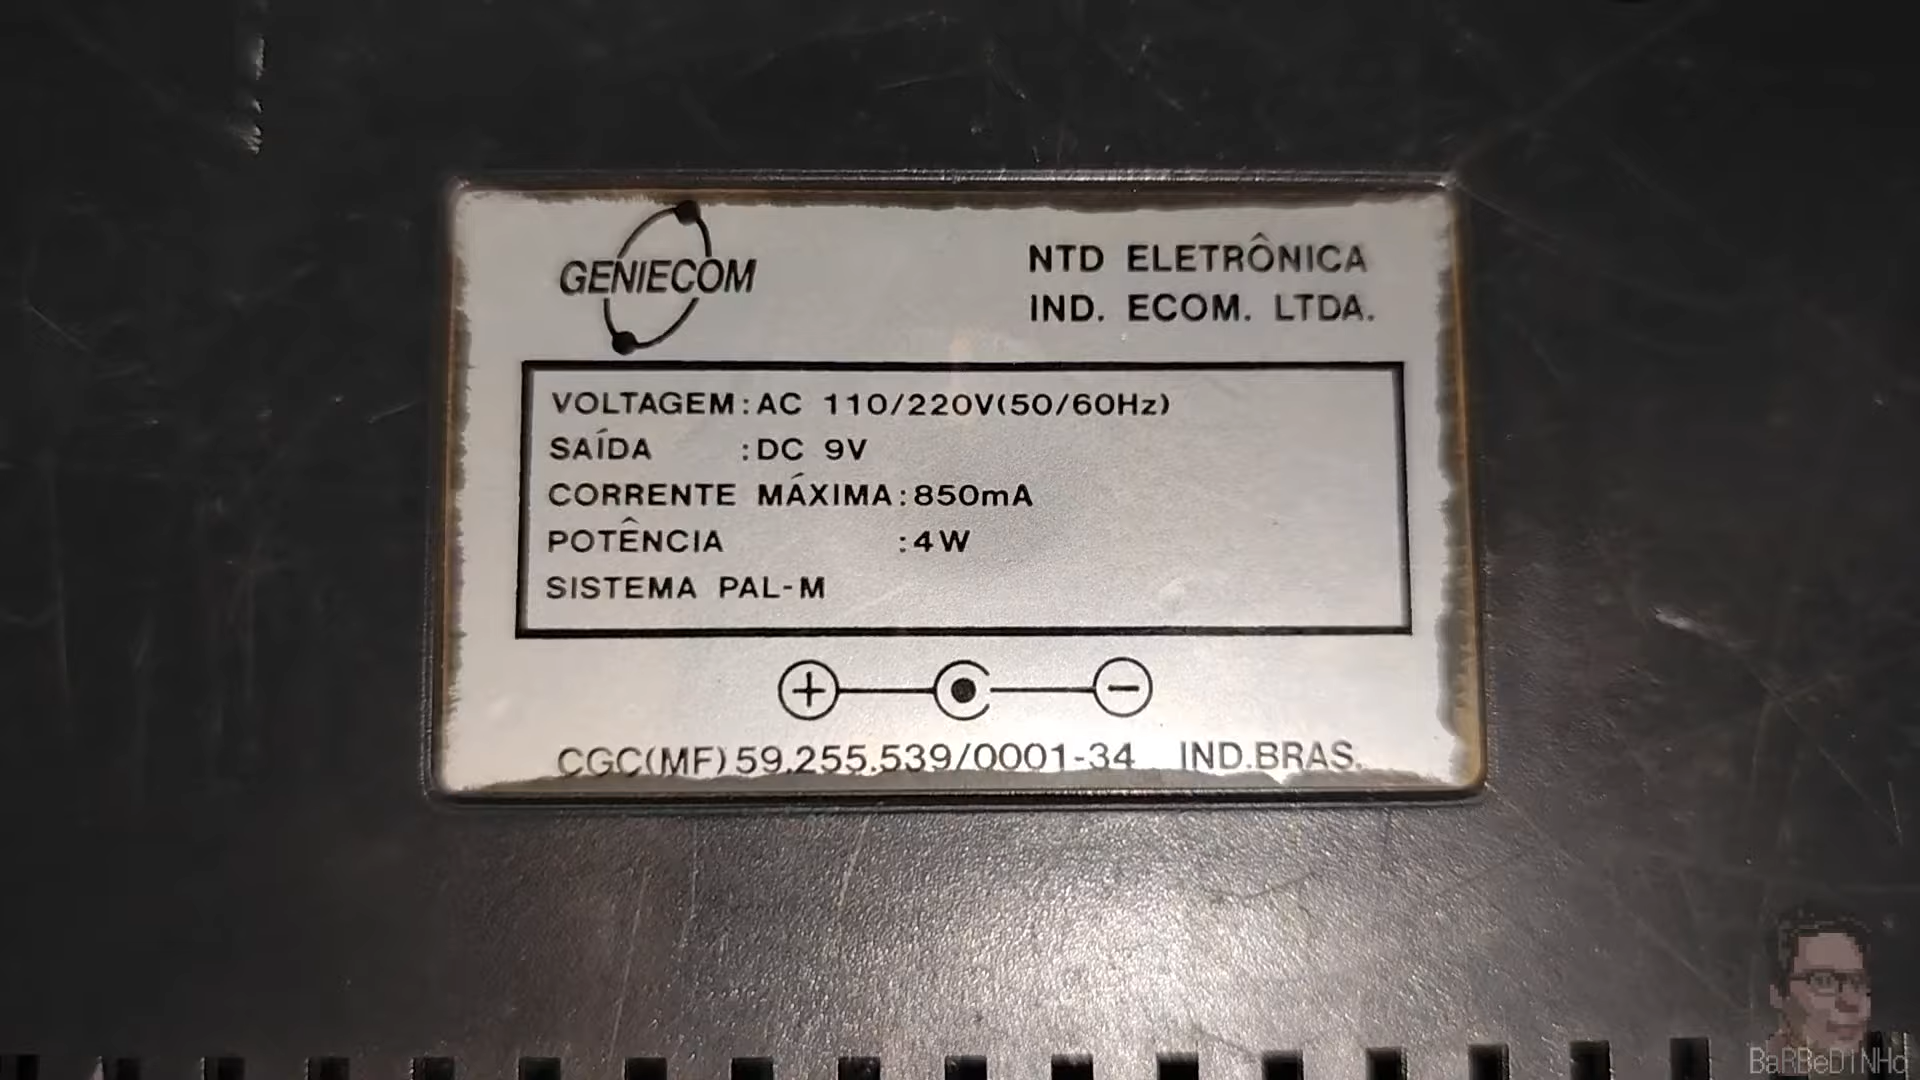 GENIECOM
NTD ELETRÔNICA
IND. ECOM. LTDA.
VOLTAGEM:AC 110/220V(50/60Hz)
SAÍDA :DC 9V
CORRENTE MÁXIMA:850mA
POTÊNCIA :4W
SISTEMA PAL-M
CGC(MF)59.255.539/0001-34 IND.BRAS.
BaRBeDiNHo